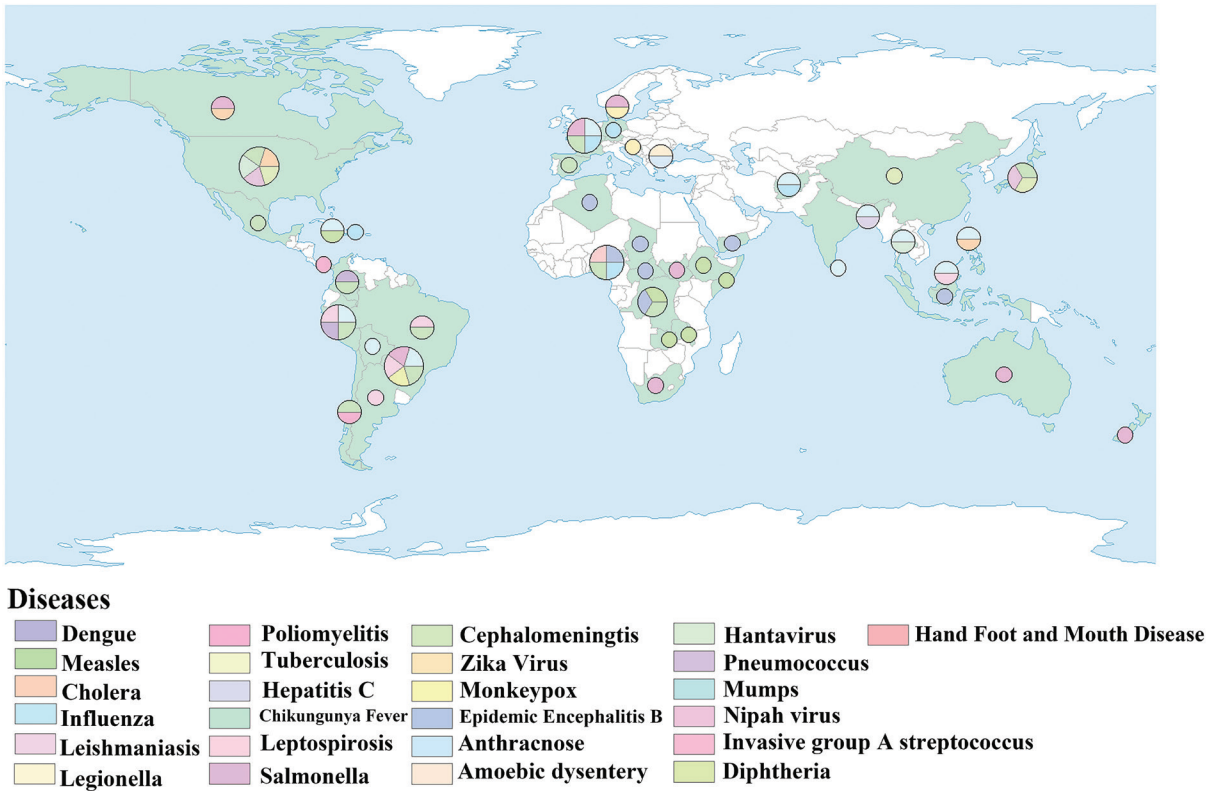 Diseases
Dengue
Measles
Cholera
Influenza
Leishmaniasis
Legionella
Poliomyelitis
Tuberculosis
Hepatitis C
Chikungunya Fever
Leptospirosis
Salmonella
Cephalomeningtis
Zika Virus
Monkeypox
Epidemic Encephalitis B
Anthracnose
Amoebic dysentery
Hantavirus
Pneumococcus
Mumps
Nipah virus
Invasive group A streptococcus
Diphtheria
Hand Foot and Mouth Disease